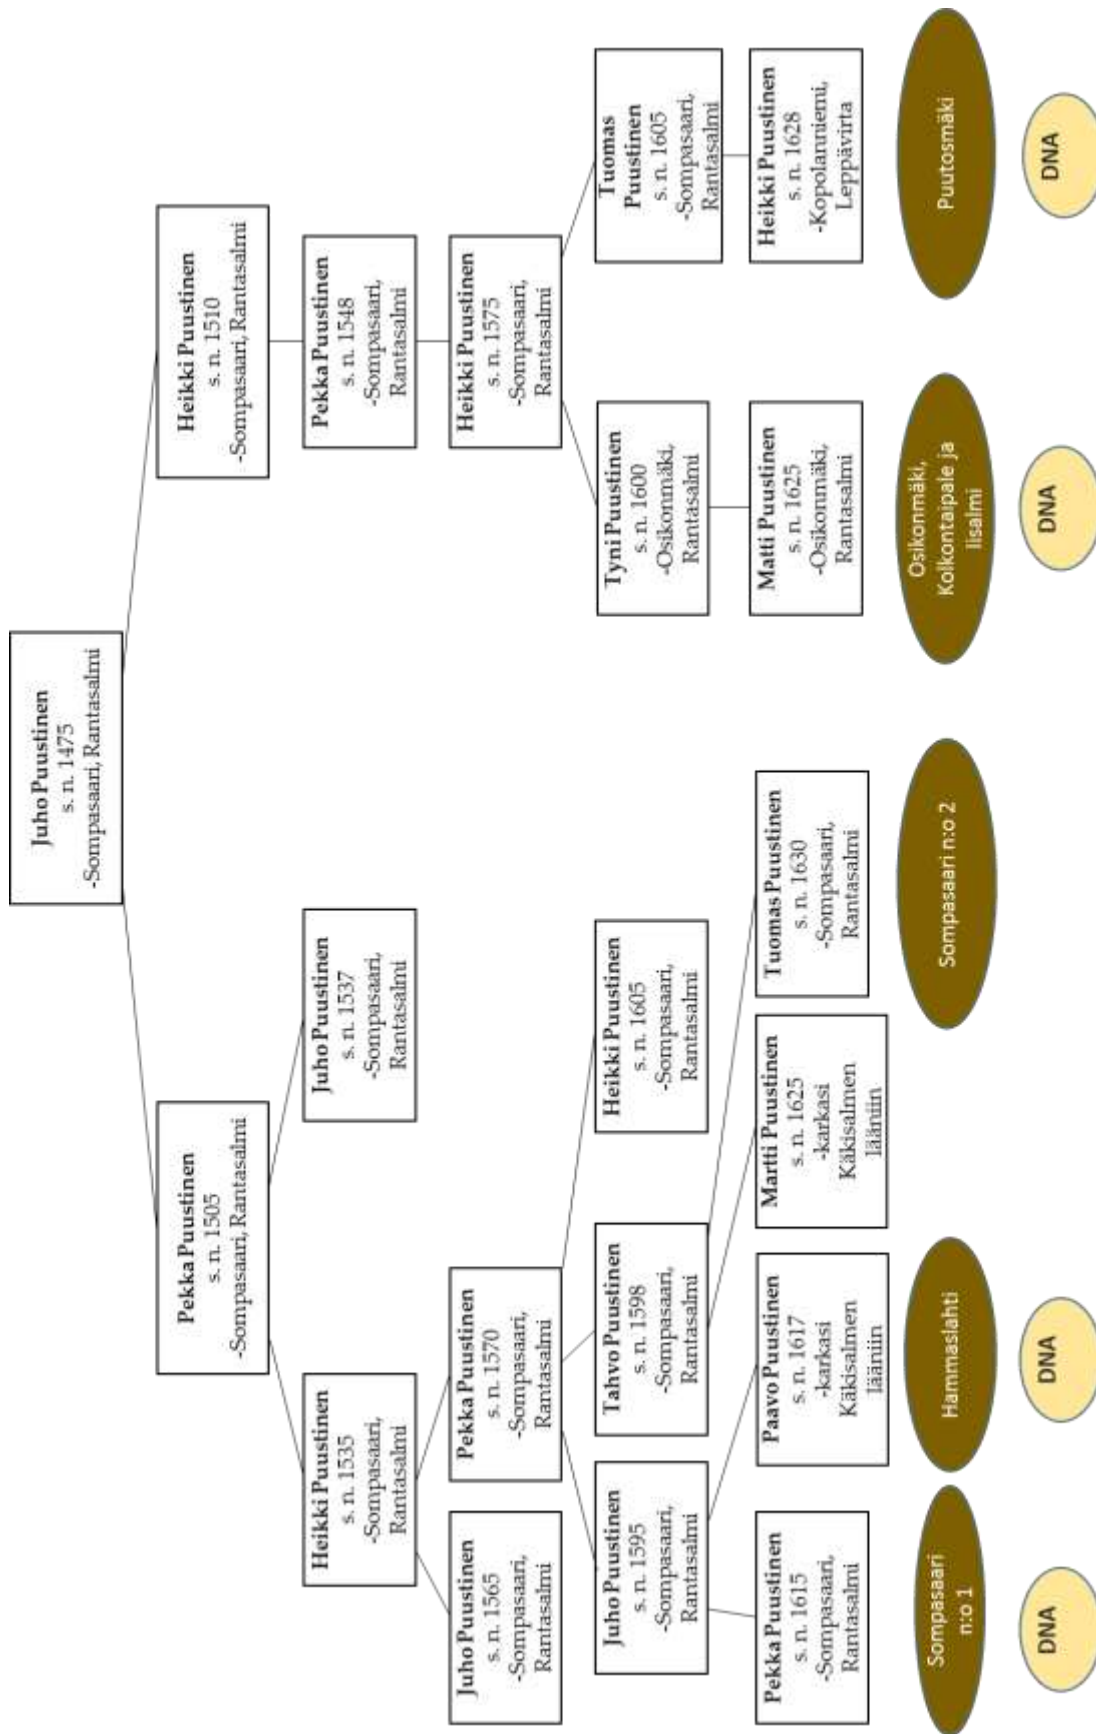 Juho Puustinen
s. n. 1475
-Sompasaari, Rantasalmi
Pekka Puustinen
s. n. 1505
-Sompasaari, Rantasalmi
Heikki Puustinen
s. n. 1510
-Sompasaari, Rantasalmi
Heikki Puustinen
s. n. 1535
-Sompasaari,
Rantasalmi
Juho Puustinen
s. n. 1537
-Sompasaari,
Rantasalmi
Pekka Puustinen
s. n. 1548
-Sompasaari,
Rantasalmi
Juho Puustinen
s. n. 1565
-Sompasaari,
Rantasalmi
Pekka Puustinen
s. n. 1570
-Sompasaari,
Rantasalmi
Heikki Puustinen
s. n. 1575
-Sompasaari,
Rantasalmi
Juho Puustinen
s. n. 1595
-Sompasaari,
Rantasalmi
Tahvo Puustinen
s. n. 1598
-Sompasaari,
Rantasalmi
Heikki Puustinen
s. n. 1605
-Sompasaari,
Rantasalmi
Tyni Puustinen
s. n. 1600
-Osikonmäki,
Rantasalmi
Tuomas
Puustinen
s. n. 1605
-Sompasaari,
Rantasalmi
Pekka Puustinen
s. n. 1615
-Sompasaari,
Rantasalmi
Paavo Puustinen
s. n. 1617
-karkasi
Käkisalmen
lääniin
Martti Puustinen
s. n. 1625
-karkasi
Käkisalmen
lääniin
Tuomas Puustinen
s. n. 1630
-Sompasaari,
Rantasalmi
Matti Puustinen
s. n. 1625
-Osikonmäki,
Rantasalmi
Heikki Puustinen
s. n. 1628
-Kopolanniemi,
Leppävirta
Sompasaari
n:o 1
Hammaslahti
Sompasaari n:o 2
Osikonmäki,
Kolkontaipale ja
Iisalmi
Puutosmäki
DNA
DNA
DNA
DNA